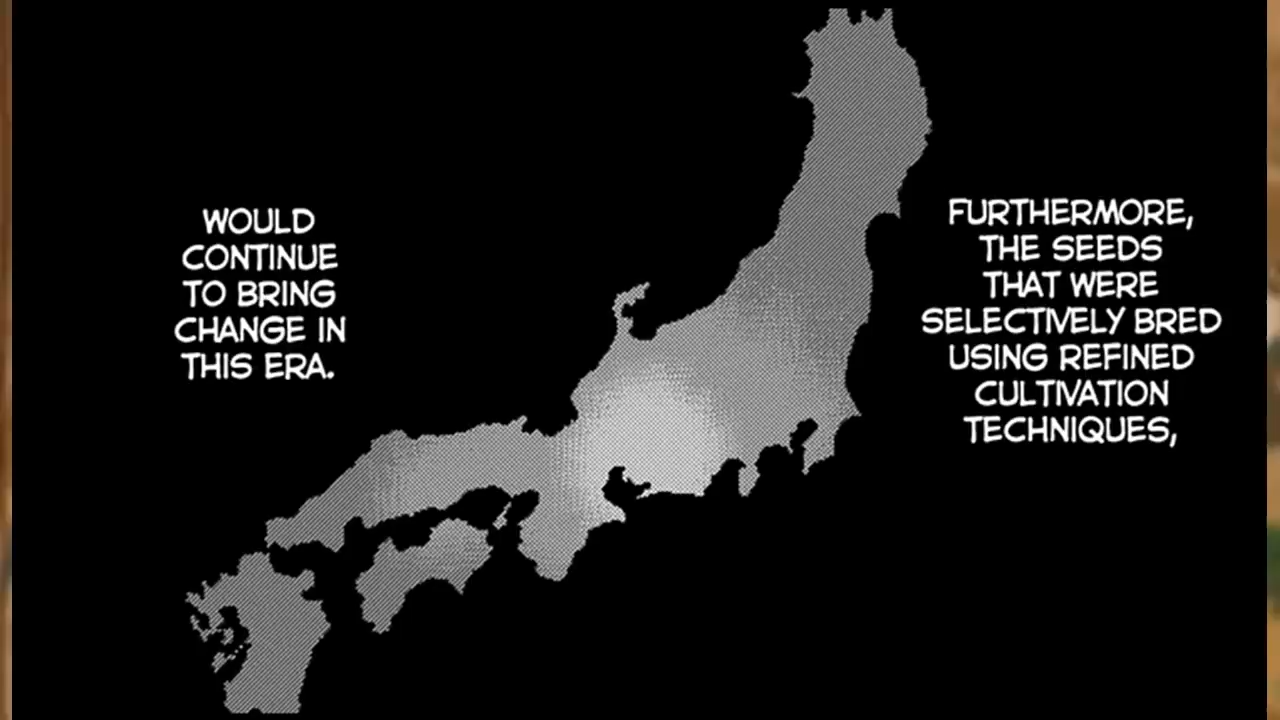 FURTHERMORE,
THE SEEDS
THAT WERE
SELECTIVELY BRED
USING REFINED
CULTIVATION
TECHNIQUES,
WOULD
CONTINUE
TO BRING
CHANGE IN
THIS ERA.